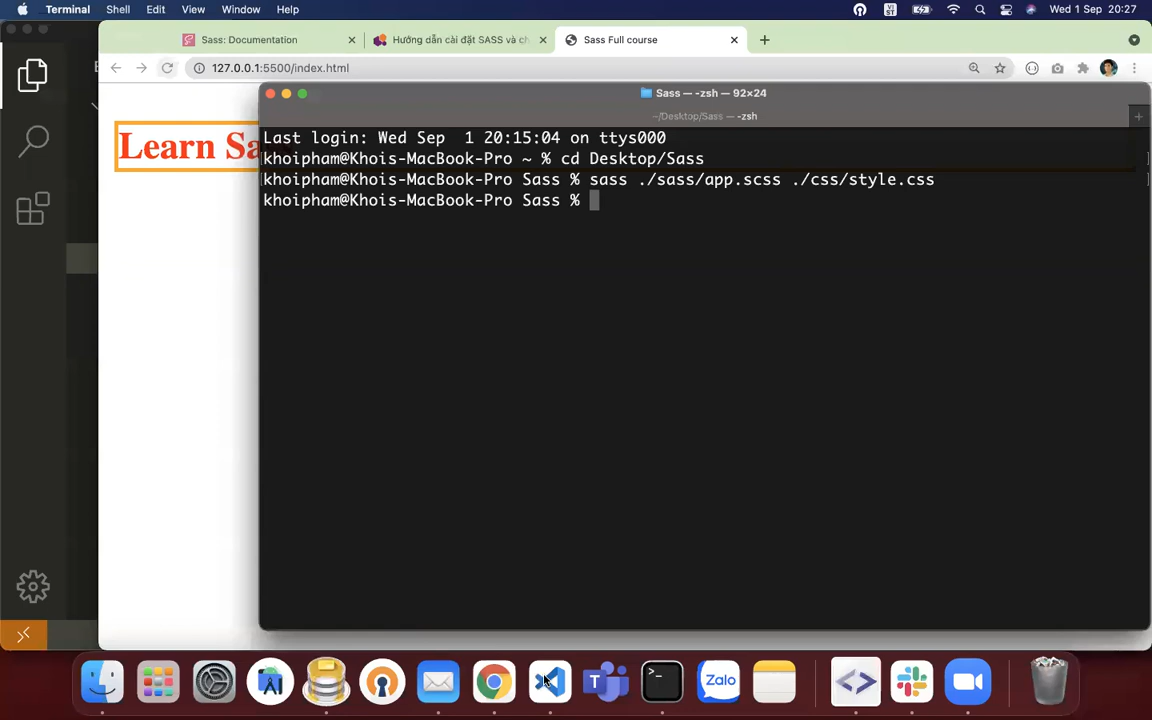 Terminal Shell Edit View Window Help
VI
ST
Wed 1 Sep 20:27
Sass: Documentation
Hướng dẫn cài đặt SASS và ch
Sass Full course
127.0.0.1:5500/index.html
Sass — -zsh — 92×24
~/Desktop/Sass — -zsh
Learn Sa
Last login: Wed Sep  1 20:15:04 on ttys000
khoipham@Khois-MacBook-Pro ~ % cd Desktop/Sass
khoipham@Khois-MacBook-Pro Sass % sass ./sass/app.scss ./css/style.css
khoipham@Khois-MacBook-Pro Sass %
Zalo